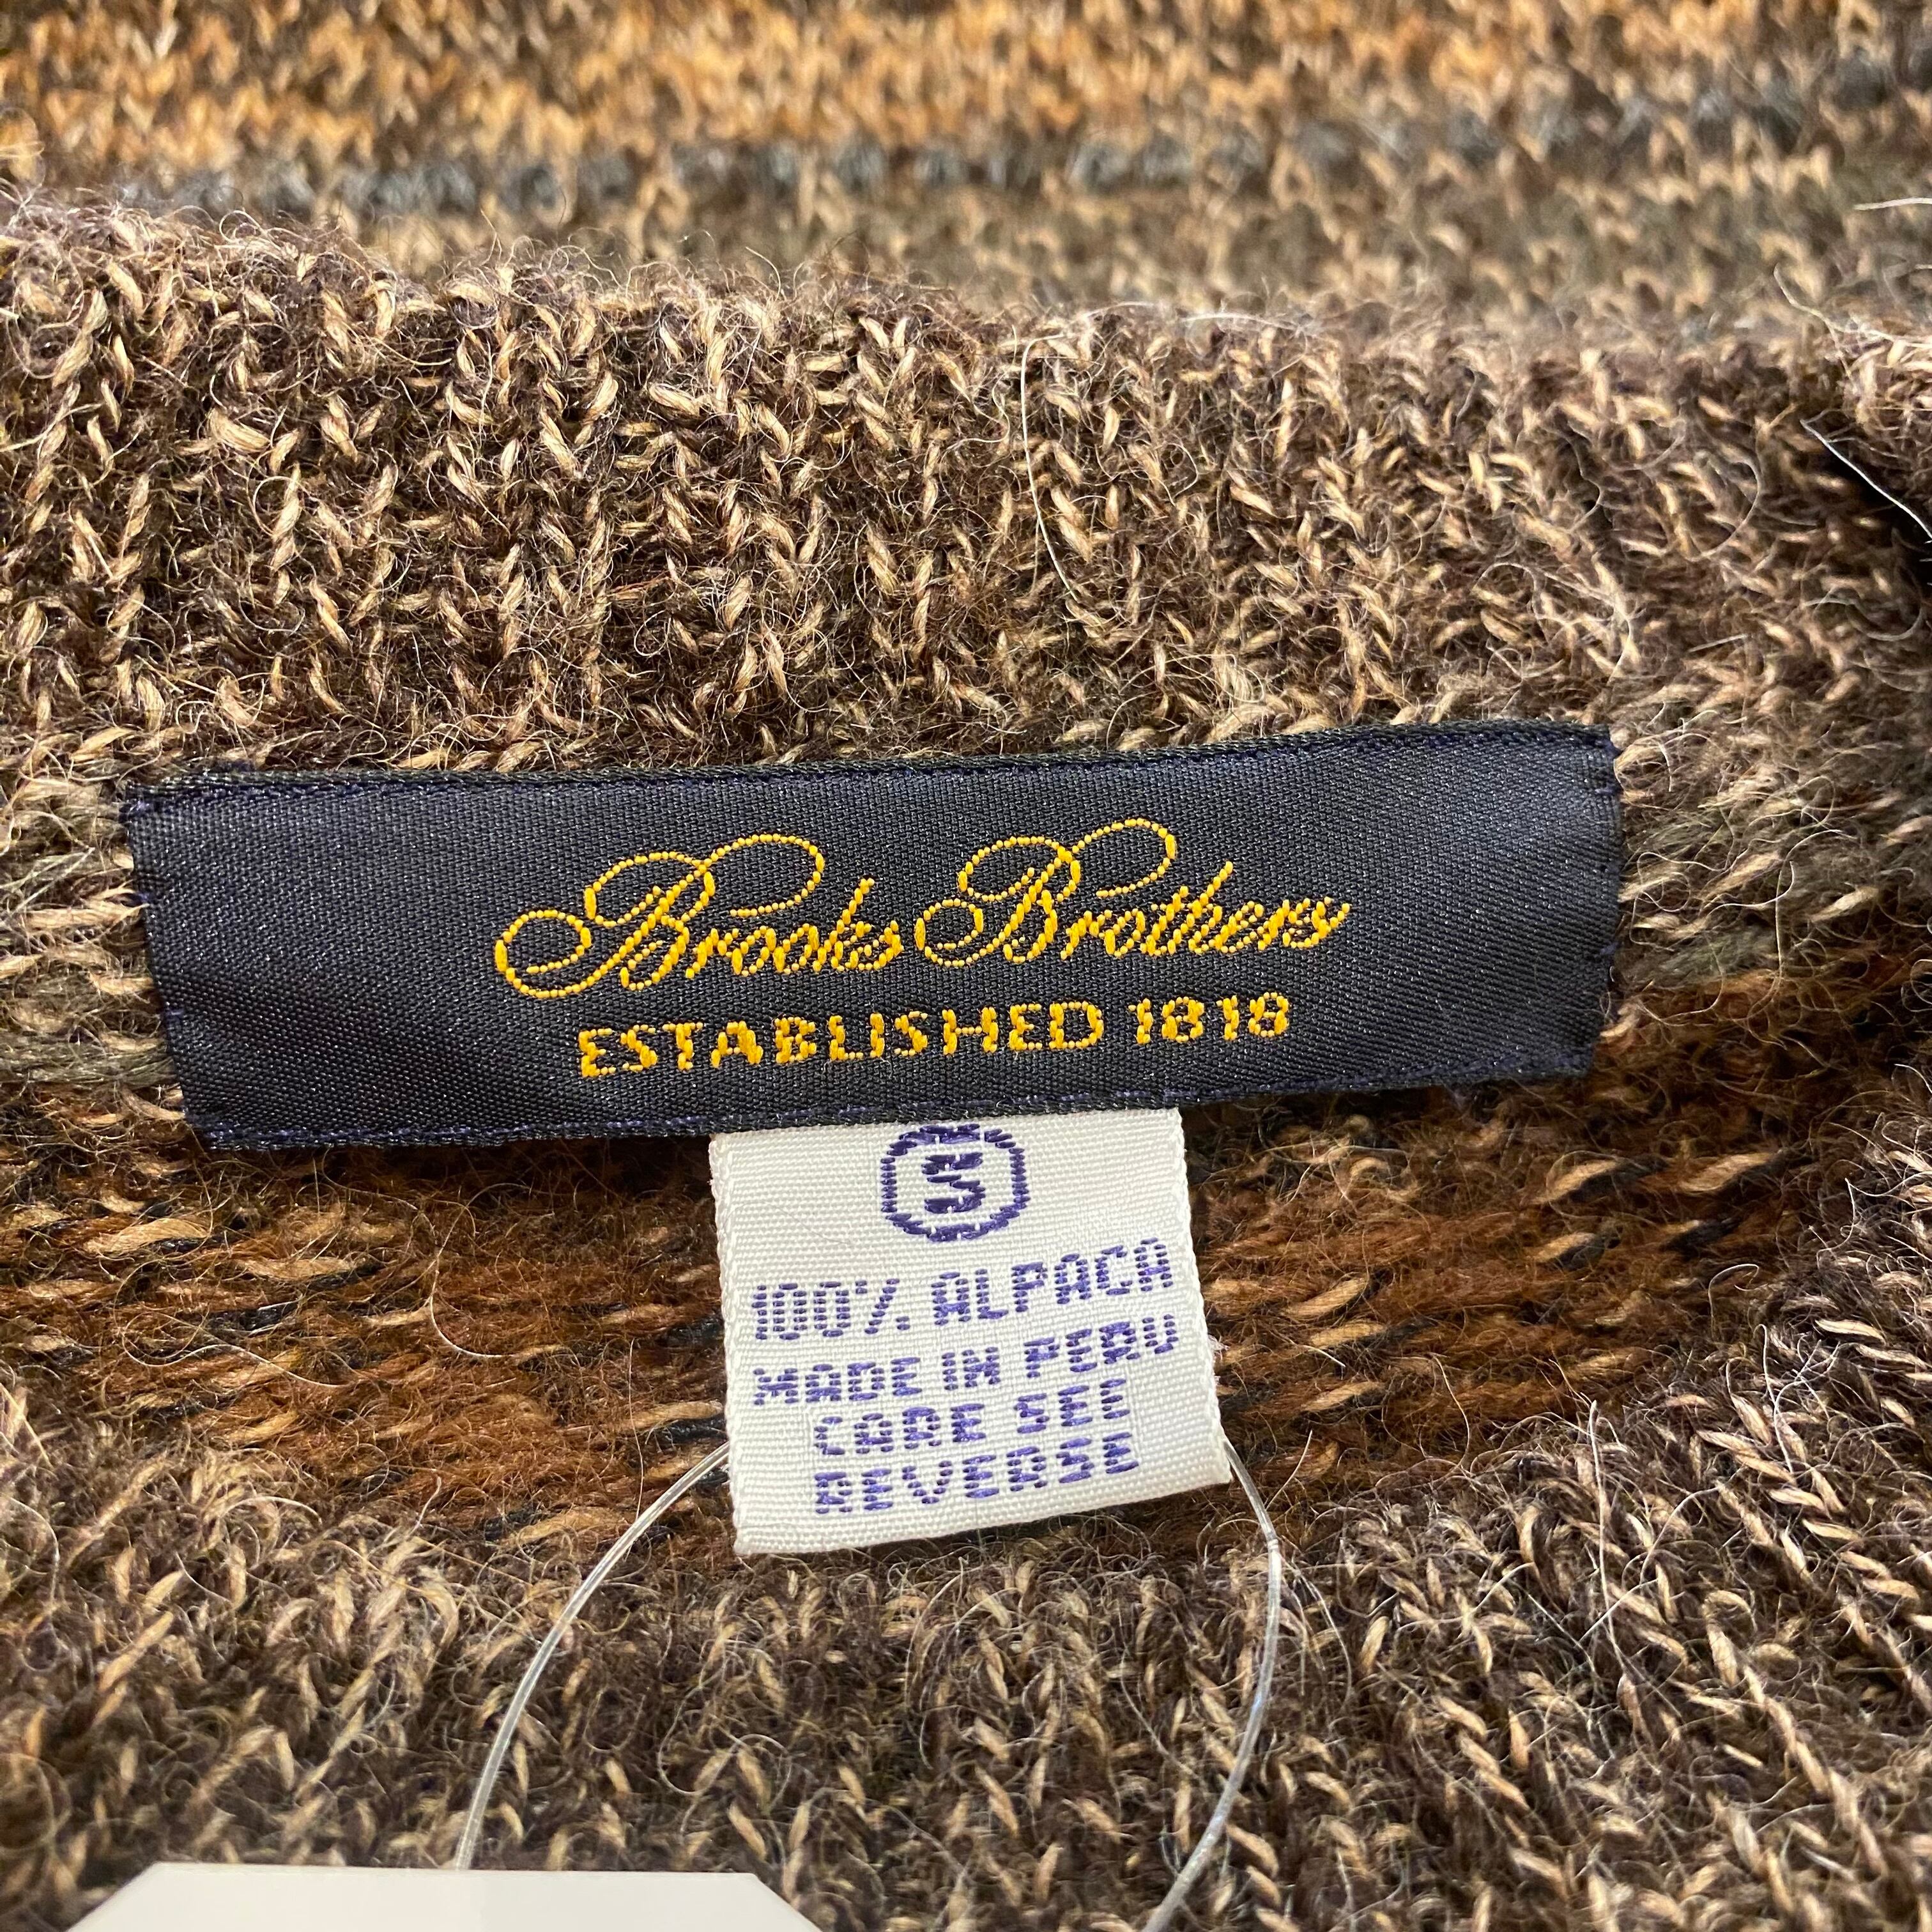 Brooks Brothers
ESTABLISHED 1818
S
100% ALPACA
MADE IN PERU
CARE SEE
REVERSE